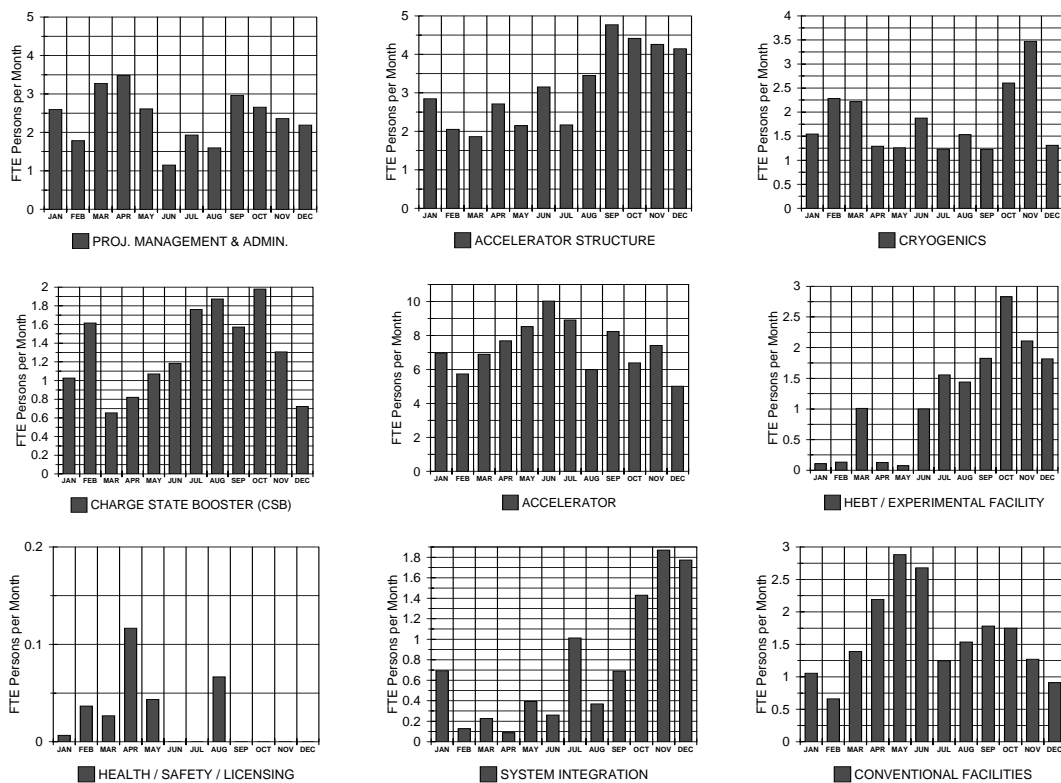 FTE Persons per Month
5
4
3
2
1
0
JAN FEB MAR APR MAY JUN JUL AUG SEP OCT NOV DEC
PROJ. MANAGEMENT & ADMIN.
FTE Persons per Month
5
4
3
2
1
0
JAN FEB MAR APR MAY JUN JUL AUG SEP OCT NOV DEC
ACCELERATOR STRUCTURE
FTE Persons per Month
4
3.5
3
2.5
2
1.5
1
0.5
0
JAN FEB MAR APR MAY JUN JUL AUG SEP OCT NOV DEC
CRYOGENICS
FTE Persons per Month
2
1.8
1.6
1.4
1.2
1
0.8
0.6
0.4
0.2
0
JAN FEB MAR APR MAY JUN JUL AUG SEP OCT NOV DEC
CHARGE STATE BOOSTER (CSB)
FTE Persons per Month
10
8
6
4
2
0
JAN FEB MAR APR MAY JUN JUL AUG SEP OCT NOV DEC
ACCELERATOR
FTE Persons per Month
3
2.5
2
1.5
1
0.5
0
JAN FEB MAR APR MAY JUN JUL AUG SEP OCT NOV DEC
HEBT / EXPERIMENTAL FACILITY
FTE Persons per Month
0.2
0.1
0
JAN FEB MAR APR MAY JUN JUL AUG SEP OCT NOV DEC
HEALTH / SAFETY / LICENSING
FTE Persons per Month
1.8
1.6
1.4
1.2
1
0.8
0.6
0.4
0.2
0
JAN FEB MAR APR MAY JUN JUL AUG SEP OCT NOV DEC
SYSTEM INTEGRATION
FTE Persons per Month
3
2.5
2
1.5
1
0.5
0
JAN FEB MAR APR MAY JUN JUL AUG SEP OCT NOV DEC
CONVENTIONAL FACILITIES